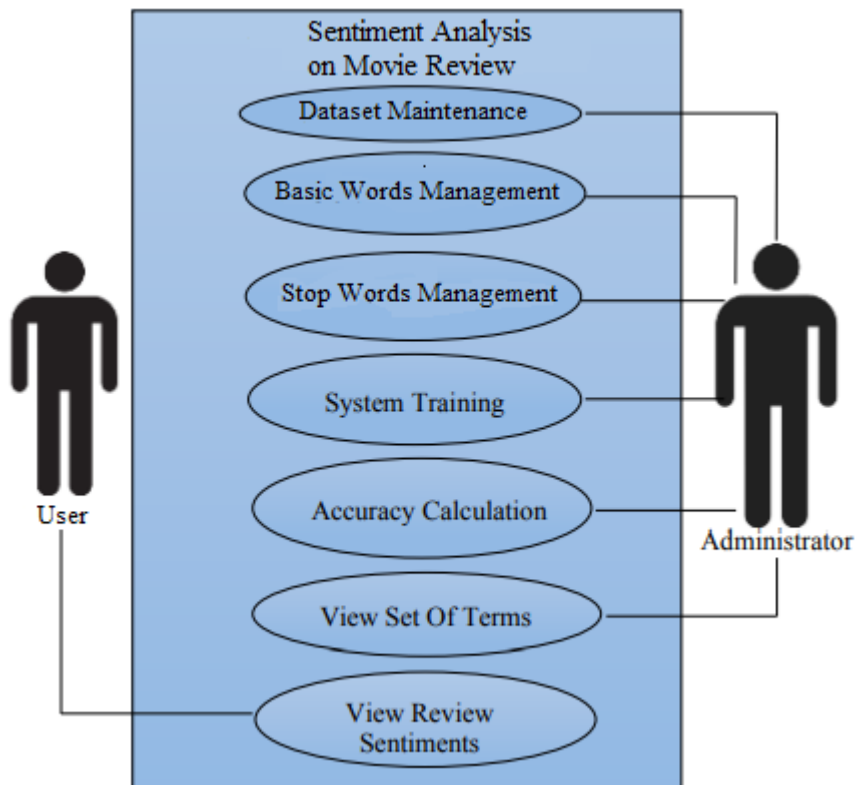 Sentiment Analysis
on Movie Review
Dataset Maintenance
Basic Words Management
Stop Words Management
System Training
Accuracy Calculation
View Set Of Terms
View Review
Sentiments
User
Administrator